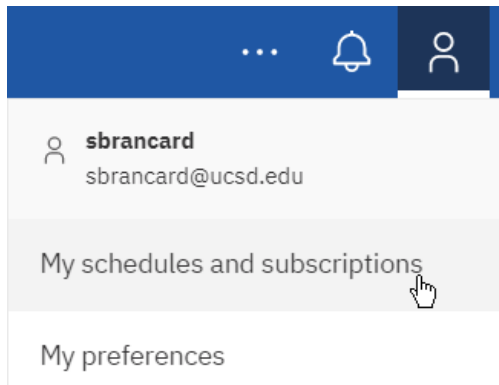 sbrancard
sbrancard@ucsd.edu
My schedules and subscriptions
My preferences